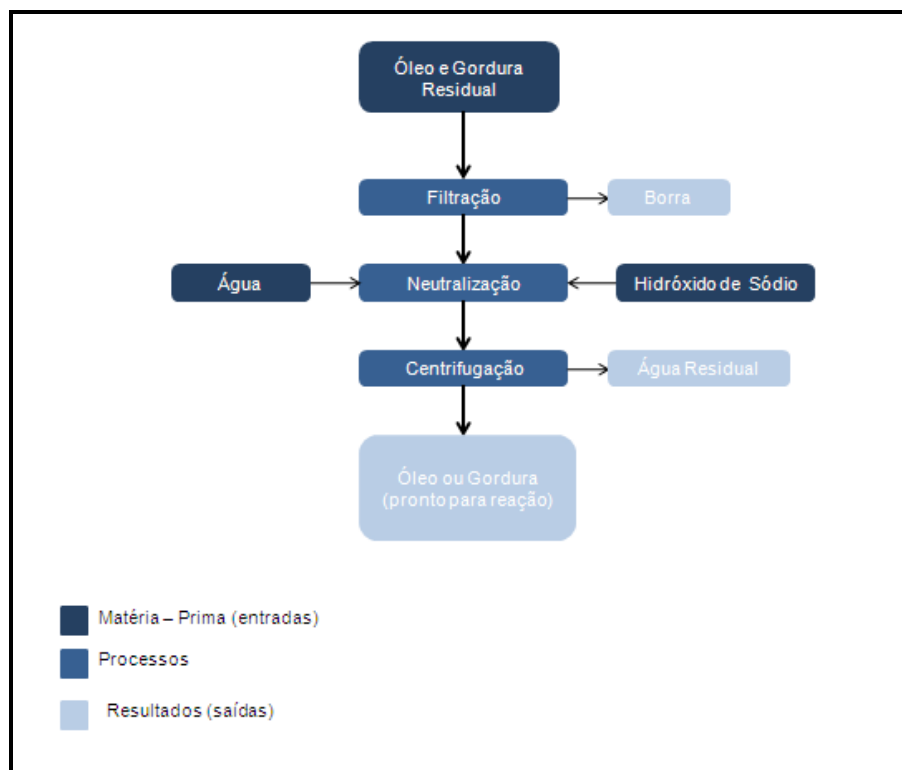 Óleo e Gordura
Residual
Filtração
Borra
Água
Neutralização
Hidróxido de Sódio
Centrifugação
Água Residual
Óleo ou Gordura
(pronto para reação)
Matéria – Prima (entradas)
Processos
Resultados (saídas)